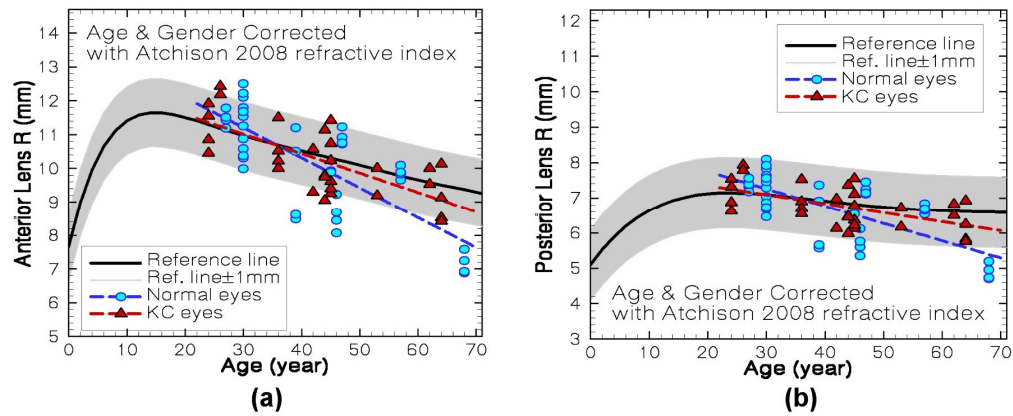 Age & Gender Corrected
with Atchison 2008 refractive index
Anterior Lens R (mm)
14
13
12
11
10
9
8
7
6
5
Reference line
Ref. line±1mm
Normal eyes
KC eyes
0 10 20 30 40 50 60 70
Age (year)
(a)
Reference line
Ref. line±1mm
Normal eyes
KC eyes
Posterior Lens R (mm)
12
11
10
9
8
7
6
5
4
3
Age & Gender Corrected
with Atchison 2008 refractive index
0 10 20 30 40 50 60 70
Age (year)
(b)